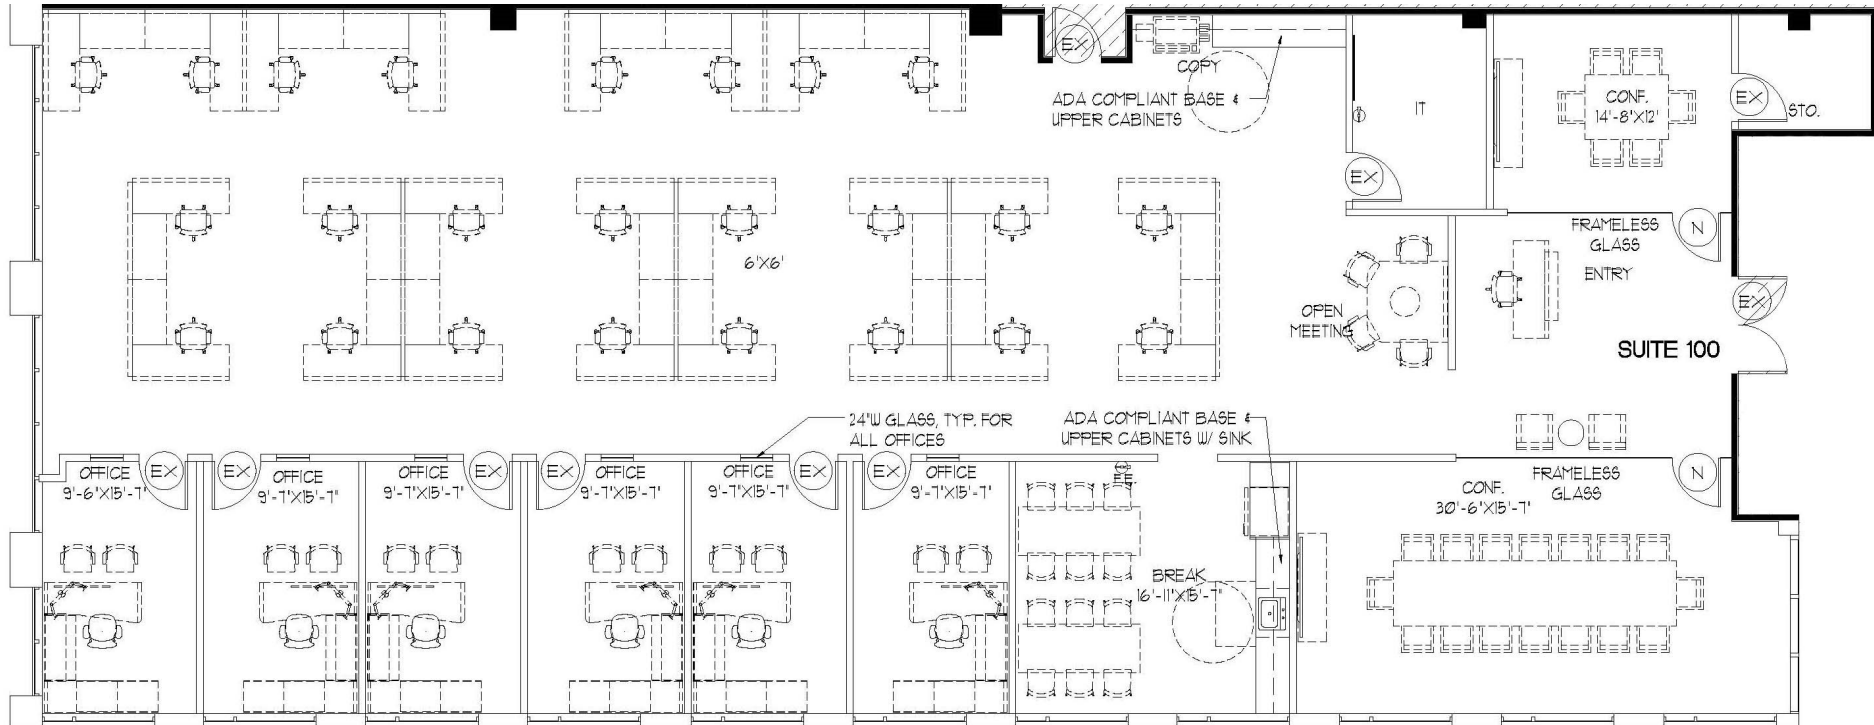 EX
COPY
ADA COMPLIANT BASE &
UPPER CABINETS
IT
EX
CONF.
14'-8"X12'
EX
STO.
6'X6'
FRAMELESS
GLASS
N
ENTRY
EX
OPEN
MEETING
SUITE 100
24"W GLASS, TYP. FOR
ALL OFFICES
ADA COMPLIANT BASE &
UPPER CABINETS W/ SINK
OFFICE
9'-6"X15'-7"
EX
EX
OFFICE
9'-7"X15'-7"
OFFICE
9'-7"X15'-7"
EX
EX
OFFICE
9'-7"X15'-7"
OFFICE
9'-7"X15'-7"
EX
EX
OFFICE
9'-7"X15'-7"
F.E.
BREAK
16'-11"X15'-7"
CONF.
30'-6"X15'-7"
FRAMELESS
GLASS
N